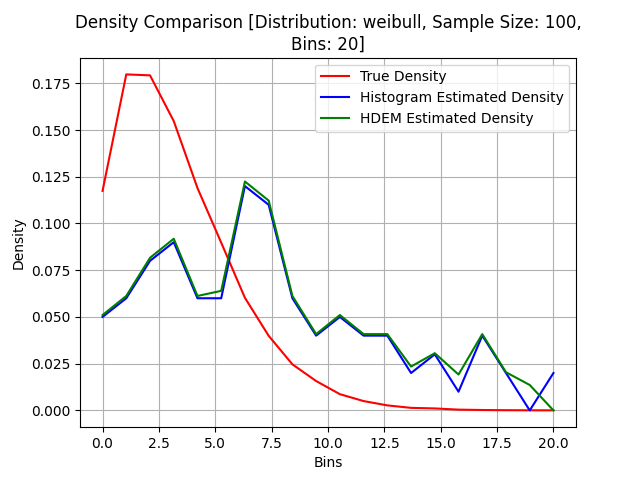 Density Comparison [Distribution: weibull, Sample Size: 100,
Bins: 20]
True Density
Histogram Estimated Density
HDEM Estimated Density
Density
0.175
0.150
0.125
0.100
0.075
0.050
0.025
0.000
0.0 2.5 5.0 7.5 10.0 12.5 15.0 17.5 20.0
Bins